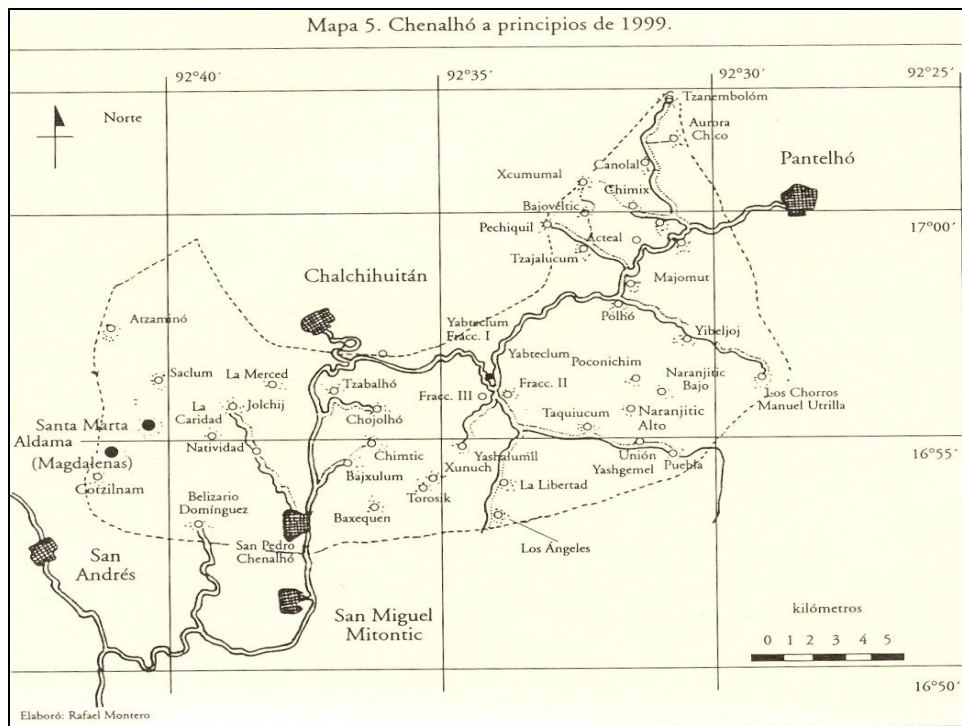 Mapa 5. Chenalhó a principios de 1999.
92°40´
92°35´
92°30´
92°25´
Norte
Tzanembolóm
Aurora
Chico
Canolal
Pantelhó
Xcumumal
Chimix
Bajovéltic
17°00´
Pechiquil
Acteal
Tzajalucum
Chalchihuitán
Majomut
Atzaminó
Polhó
Yabteclum
Fracc. I
Yibeljoj
Yabteclum
Poconichim
Saclum
La Merced
Tzabalhó
Naranjitic
Bajo
Fracc. III
Fracc. II
Los Chorros
Manuel Utrilla
La
Caridad
Jolchij
Chojolhó
Taquiucum
Naranjitic
Alto
Santa Marta
Aldama
(Magdalenas)
Natividad
Chimtic
Yashalumil
Unión
Yashgemel
Puebla
16°55´
Cotzilnam
Bajxulum
Xunuch
Torosik
La Libertad
Belizario
Domínguez
Baxequen
San Pedro
Chenalhó
Los Ángeles
San
Andrés
San Miguel
Mitontic
kilómetros
0 1 2 3 4 5
16°50´
Elaboró: Rafael Montero